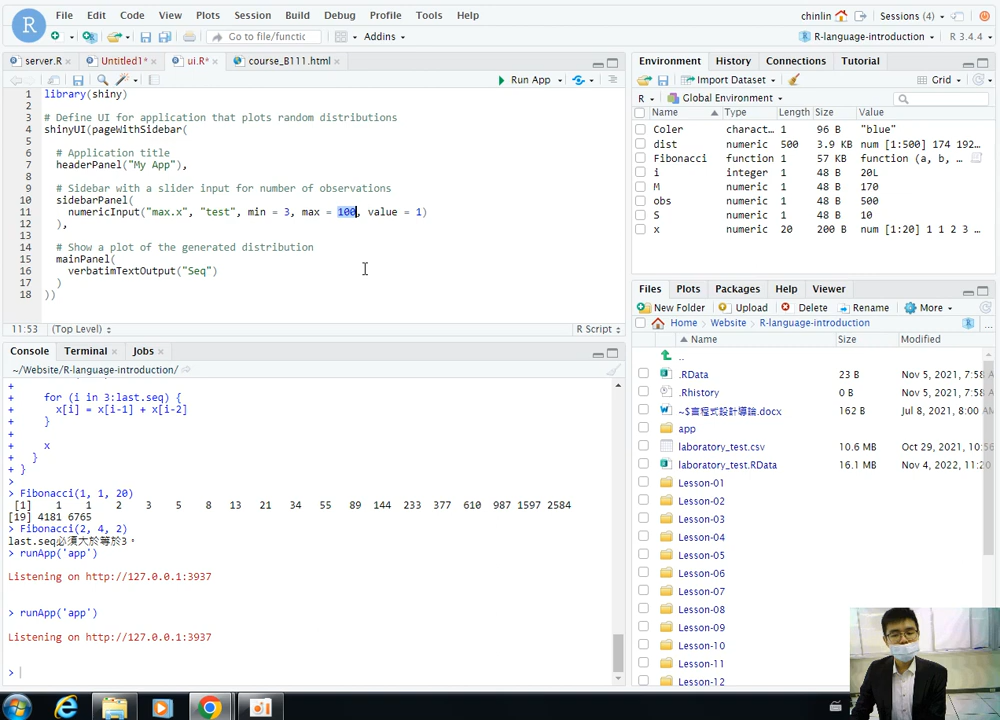 File Edit Code View Plots Session Build Debug Profile Tools Help
chinlin Sessions (4)
Go to file/functic Addins
R-language-introduction R 3.4.4
server.R Untitled1* ui.R* course_B111.html
Run App
1 library(shiny)
2
3 # Define UI for application that plots random distributions
4 shinyUI(pageWithSidebar(
5
6 # Application title
7 headerPanel("My App"),
8
9 # Sidebar with a slider input for number of observations
10 sidebarPanel(
11 numericInput("max.x", "test", min = 3, max = 100, value = 1)
12 ),
13
14 # Show a plot of the generated distribution
15 mainPanel(
16 verbatimTextOutput("Seq")
17 )
18 ))
11:53 (Top Level) R Script
Console Terminal Jobs
~/Website/R-language-introduction/
+
+ for (i in 3:last.seq) {
+ x[i] = x[i-1] + x[i-2]
+ }
+
+ x
+ }
+ }
>
> Fibonacci(1, 1, 20)
[1] 1 1 2 3 5 8 13 21 34 55 89 144 233 377 610 987 1597 2584
[19] 4181 6765
> Fibonacci(2, 4, 2)
last.seq必須大於等於3。
> runApp('app')
Listening on http://127.0.0.1:3937
> runApp('app')
Listening on http://127.0.0.1:3937
>
Environment History Connections Tutorial
Import Dataset Grid
R Global Environment
Name Type Length Size Value
Coler charact… 1 96 B "blue"
dist numeric 500 3.9 KB num [1:500] 174 192…
Fibonacci function 1 57 KB function (a, b, …
i integer 1 48 B 20L
M numeric 1 48 B 170
obs numeric 1 48 B 500
S numeric 1 48 B 10
x numeric 20 200 B num [1:20] 1 1 2 3 …
Files Plots Packages Help Viewer
New Folder Upload Delete Rename More
Home Website R-language-introduction …
Name Size Modified
..
.RData 23 B Nov 5, 2021, 7:58 A
.Rhistory 0 B Nov 5, 2021, 7:58 A
162 B Jul 8, 2021, 8:00 A
app
laboratory_test.csv 10.6 MB Oct 29, 2021, 10:56
laboratory_test.RData 16.1 MB Nov 4, 2022, 11:20
Lesson-01
Lesson-02
Lesson-03
Lesson-04
Lesson-05
Lesson-06
Lesson-07
Lesson-08
Lesson-09
Lesson-10
Lesson-11
Lesson-12